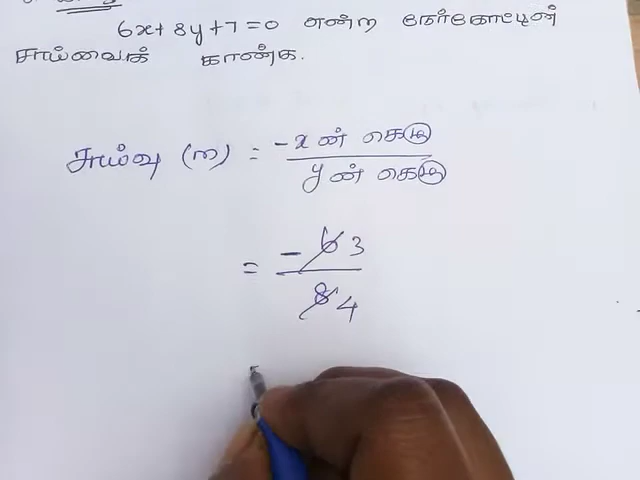 6x + 8y + 7 = 0 என்ற நேர்கோட்டின்
சாய்வைக் காண்க.
சாய்வு (m) = -x ன் கெழு / y ன் கெழு
= - 6 3 / 8 4